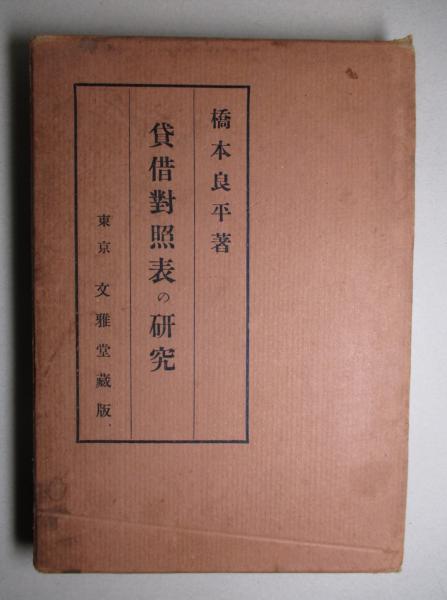 橋本良平著
貸借對照表の研究
東京 文雅堂藏版